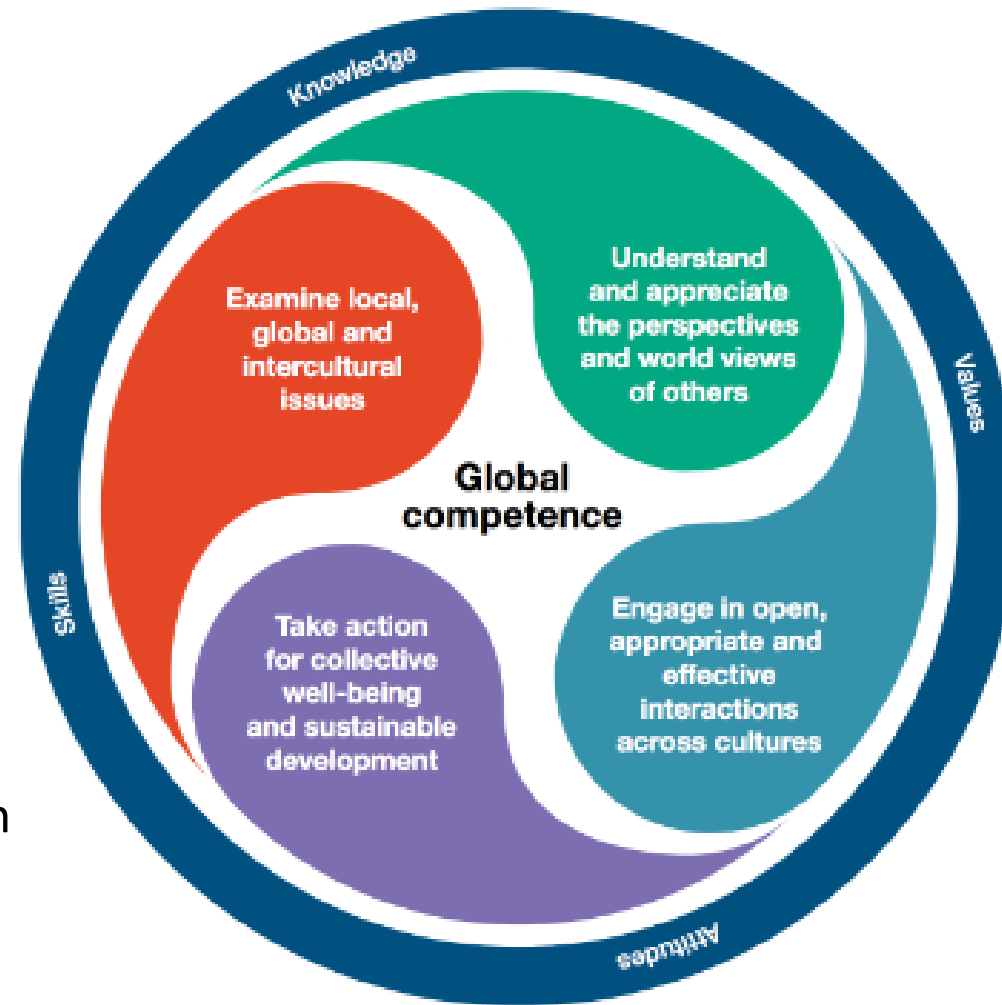 Knowledge
Examine local,
global and
intercultural
issues
Understand
and appreciate
the perspectives
and world views
of others
Values
Global
competence
Skills
Take action
for collective
well-being
and sustainable
development
Engage in open,
appropriate and
effective
interactions
across cultures
n
Attitudes